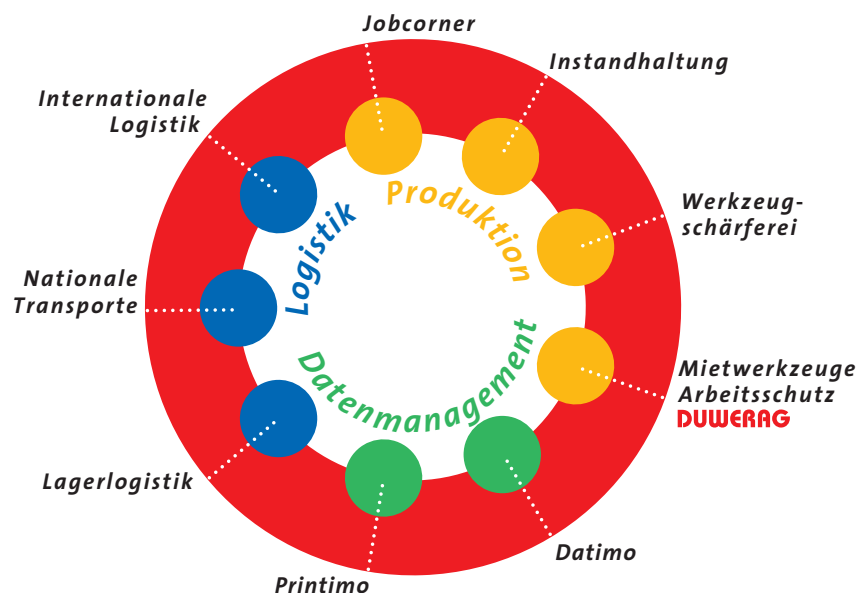 Jobcorner
Instandhaltung
Internationale
Logistik
Werkzeug-
schärferei
Produktion
Logistik
Nationale
Transporte
Datenmanagement
Mietwerkzeuge
Arbeitsschutz
DUWERAG
Lagerlogistik
Datimo
Printimo